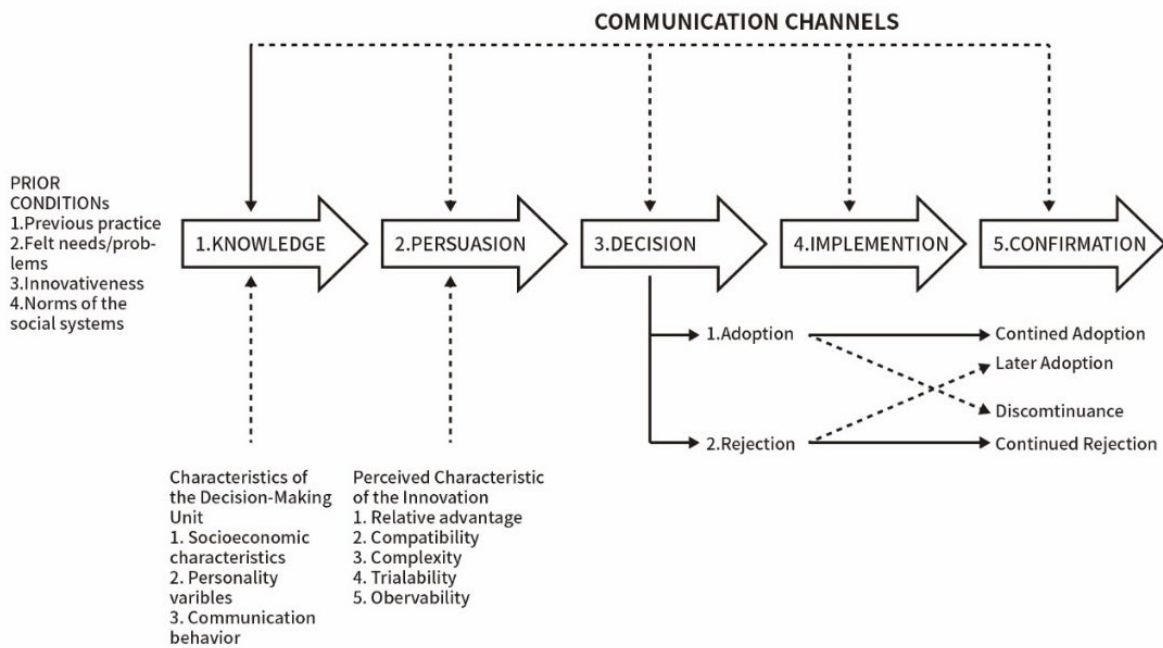 COMMUNICATION CHANNELS
PRIOR
CONDITIONs
1.Previous practice
2.Felt needs/prob-
lems
3.Innovativeness
4.Norms of the
social systems
1.KNOWLEDGE
2.PERSUASION
3.DECISION
4.IMPLEMENTION
5.CONFIRMATION
1.Adoption
Contined Adoption
Later Adoption
Discomtinuance
2.Rejection
Continued Rejection
Characteristics of
the Decision-Making
Unit
1. Socioeconomic
characteristics
2. Personality
varibles
3. Communication
behavior
Perceived Characteristic
of the Innovation
1. Relative advantage
2. Compatibility
3. Complexity
4. Trialability
5. Obervability